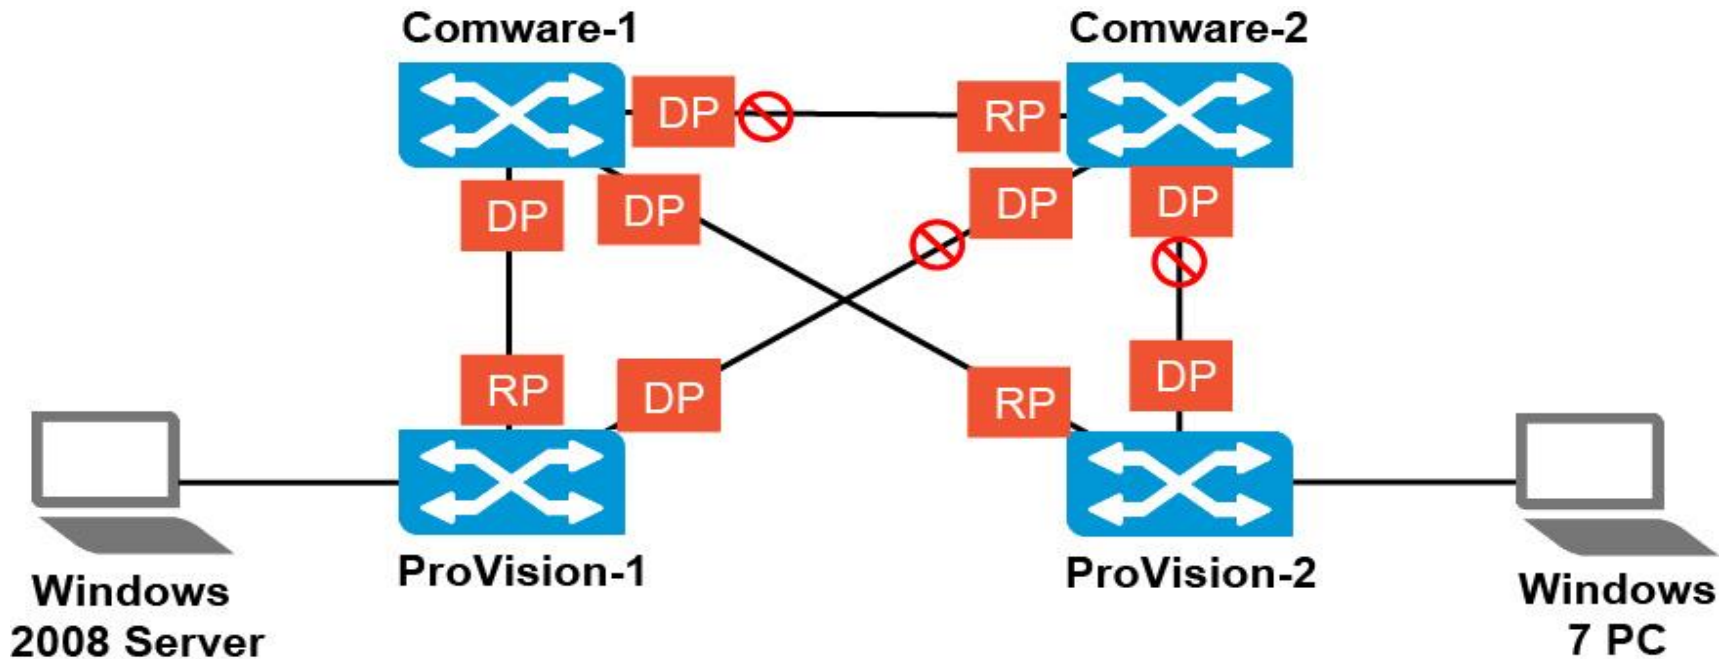 Comware-1
Comware-2
DP
RP
DP
DP
DP
DP
RP
DP
RP
DP
ProVision-1
ProVision-2
Windows
2008 Server
Windows
7 PC